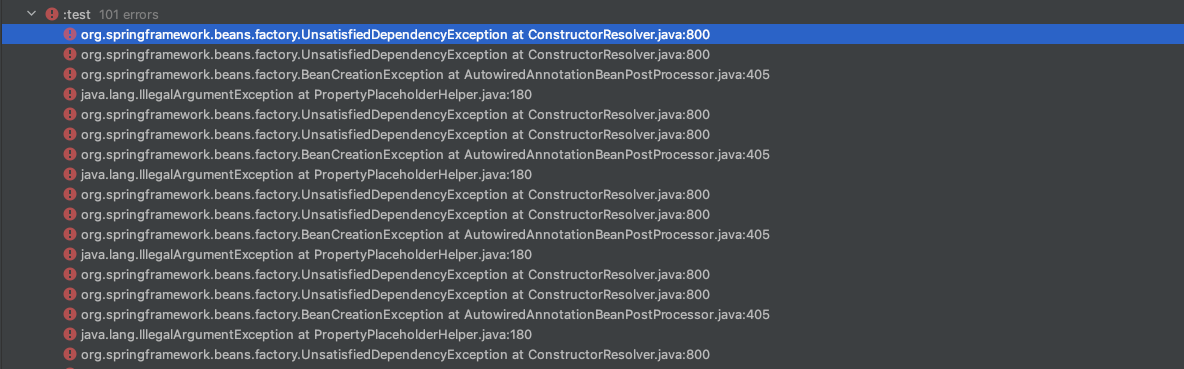 :test 101 errors
org.springframework.beans.factory.UnsatisfiedDependencyException at ConstructorResolver.java:800
org.springframework.beans.factory.UnsatisfiedDependencyException at ConstructorResolver.java:800
org.springframework.beans.factory.BeanCreationException at AutowiredAnnotationBeanPostProcessor.java:405
java.lang.IllegalArgumentException at PropertyPlaceholderHelper.java:180
org.springframework.beans.factory.UnsatisfiedDependencyException at ConstructorResolver.java:800
org.springframework.beans.factory.UnsatisfiedDependencyException at ConstructorResolver.java:800
org.springframework.beans.factory.BeanCreationException at AutowiredAnnotationBeanPostProcessor.java:405
java.lang.IllegalArgumentException at PropertyPlaceholderHelper.java:180
org.springframework.beans.factory.UnsatisfiedDependencyException at ConstructorResolver.java:800
org.springframework.beans.factory.UnsatisfiedDependencyException at ConstructorResolver.java:800
org.springframework.beans.factory.BeanCreationException at AutowiredAnnotationBeanPostProcessor.java:405
java.lang.IllegalArgumentException at PropertyPlaceholderHelper.java:180
org.springframework.beans.factory.UnsatisfiedDependencyException at ConstructorResolver.java:800
org.springframework.beans.factory.UnsatisfiedDependencyException at ConstructorResolver.java:800
org.springframework.beans.factory.BeanCreationException at AutowiredAnnotationBeanPostProcessor.java:405
java.lang.IllegalArgumentException at PropertyPlaceholderHelper.java:180
org.springframework.beans.factory.UnsatisfiedDependencyException at ConstructorResolver.java:800